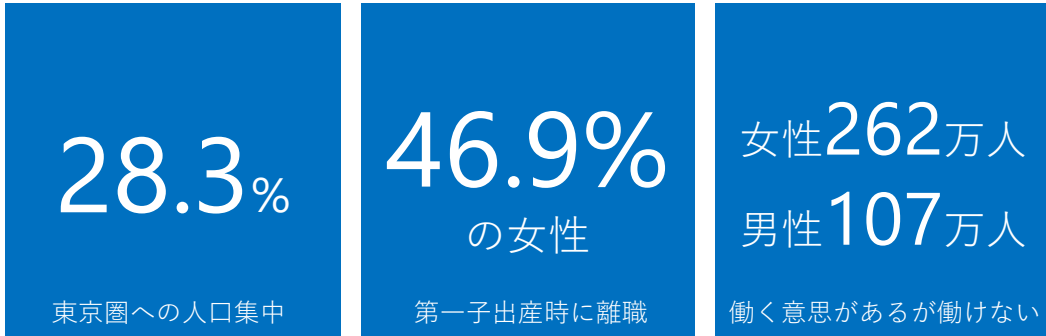 28.3%
東京圏への人口集中
46.9%
の女性
第一子出産時に離職
女性262万人
男性107万人
働く意思があるが働けない